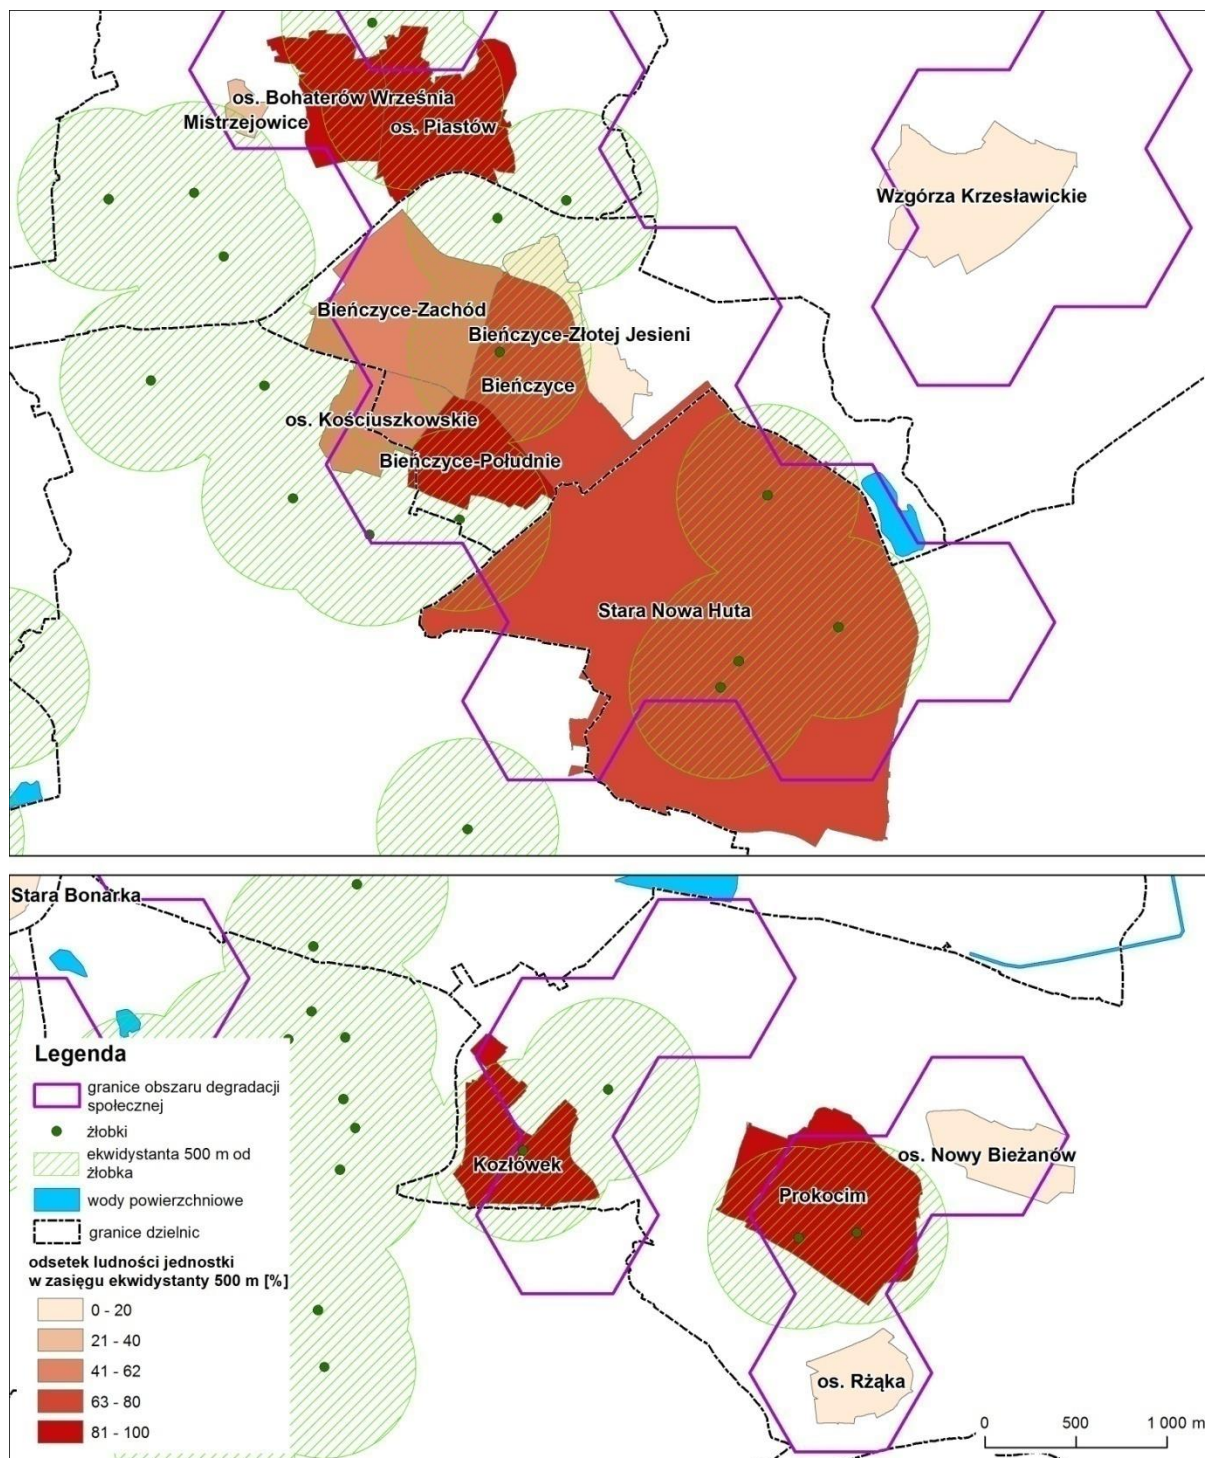 os. Bohaterów Września
Mistrzejowice
os. Piastów
Wzgórza Krzesławickie
Bieńczyce-Zachód
Bieńczyce-Złotej Jesieni
Bieńczyce
os. Kościuszkowskie
Bieńczyce-Południe
Stara Nowa Huta
Stara Bonarka
Kozłówek
Prokocim
os. Nowy Bieżanów
os. Rżąka
Legenda
granice obszaru degradacji
społecznej
żłobki
ekwidystanta 500 m od
żłobka
wody powierzchniowe
granice dzielnic
odsetek ludności jednostki
w zasięgu ekwidystanty 500 m [%]
0 - 20
21 - 40
41 - 62
63 - 80
81 - 100
0 500 1 000 m